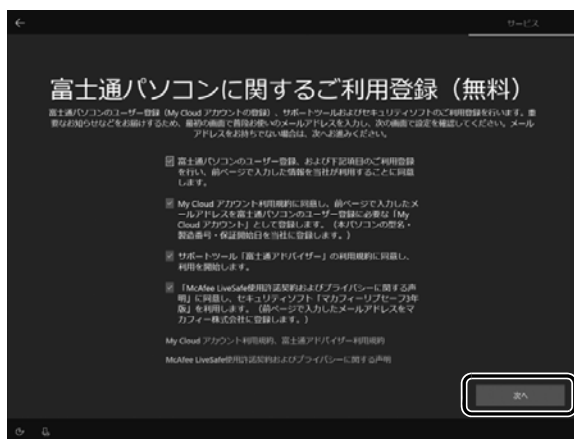 サービス
富士通パソコンに関するご利用登録（無料）
富士通パソコンのユーザー登録（My Cloud アカウントの登録）、サポートツールおよびセキュリティソフトのご利用登録を行います。重
要なお知らせなどをお届けするため、最初の画面で普段お使いのメールアドレスを入力し、次の画面で設定を確認してください。メール
アドレスをお持ちでない場合は、次へお進みください。
富士通パソコンのユーザー登録、および下記項目のご利用登録
を行い、前ページで入力した情報を当社が利用することに同意
します。
My Cloud アカウント利用規約に同意し、前ページで入力したメ
ールアドレスを富士通パソコンのユーザー登録に必要な「My
Cloud アカウント」として登録します。（本パソコンの型名・
製造番号・保証開始日を当社に登録します。）
サポートツール「富士通アドバイザー」の利用規約に同意し、
利用を開始します。
「McAfee LiveSafe使用許諾契約およびプライバシーに関する声
明」に同意し、セキュリティソフト「マカフィーリブセーフ3年
版」を利用します。（前ページで入力したメールアドレスをマ
カフィー株式会社に登録します。）
My Cloud アカウント利用規約、富士通アドバイザー利用規約
McAfee LiveSafe使用許諾契約およびプライバシーに関する声明
次へ